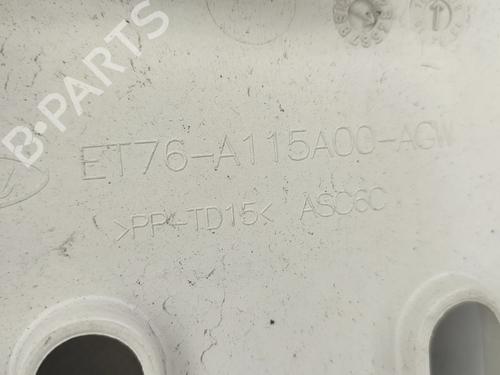 B-PARTS
ET76-A115A00-AGW
>PP-TD15< ASC6C